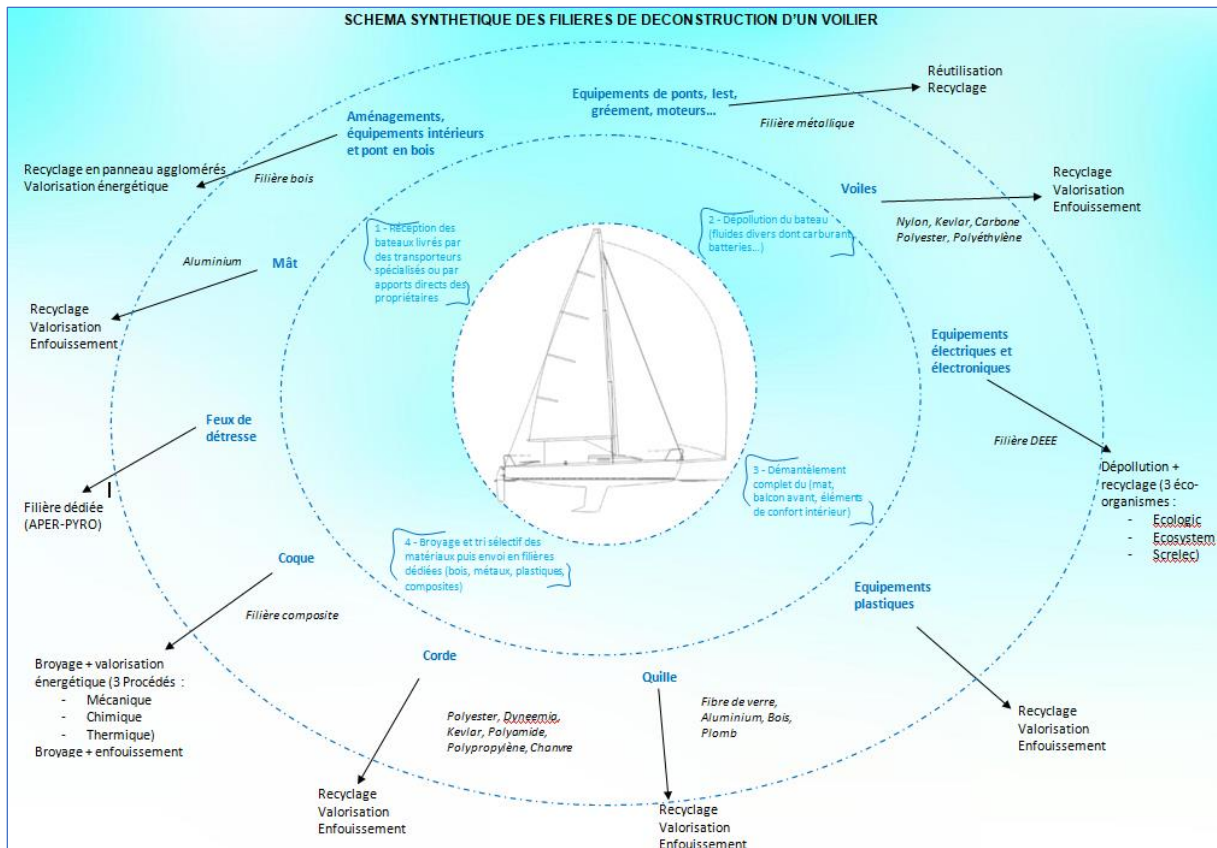 SCHEMA SYNTHETIQUE DES FILIERES DE DECONSTRUCTION D'UN VOILIER
Equipements de ponts, lest,
gréement, moteurs…
Filière métallique
Réutilisation
Recyclage
Aménagements,
équipements intérieurs
et pont en bois
Filière bois
Recyclage en panneau agglomérés
Valorisation énergétique
Voiles
Nylon, Kevlar, Carbone
Polyester, Polyéthylène
Recyclage
Valorisation
Enfouissement
1 - Réception des
bateaux livrés par
des transporteurs
spécialisés ou par
apports directs des
propriétaires
2 - Dépollution du bateau
(fluides divers dont carburant,
batteries…)
Aluminium
Mât
Recyclage
Valorisation
Enfouissement
Equipements
électriques et
électroniques
Filière DEEE
Dépollution +
recyclage (3 éco-
organismes :
- Ecologic
- Ecosystem
- Screlec)
Feux de
détresse
Filière dédiée
(APER-PYRO)
3 - Démantèlement
complet du (mat,
balcon avant, éléments
de confort intérieur)
4 - Broyage et tri sélectif des
matériaux puis envoi en filières
dédiées (bois, métaux, plastiques,
composites)
Coque
Filière composite
Broyage + valorisation
énergétique (3 Procédés :
- Mécanique
- Chimique
- Thermique)
Broyage + enfouissement
Equipements
plastiques
Recyclage
Valorisation
Enfouissement
Corde
Polyester, Dyneemia,
Kevlar, Polyamide,
Polypropylène, Chanvre
Recyclage
Valorisation
Enfouissement
Quille
Fibre de verre,
Aluminium, Bois,
Plomb
Recyclage
Valorisation
Enfouissement